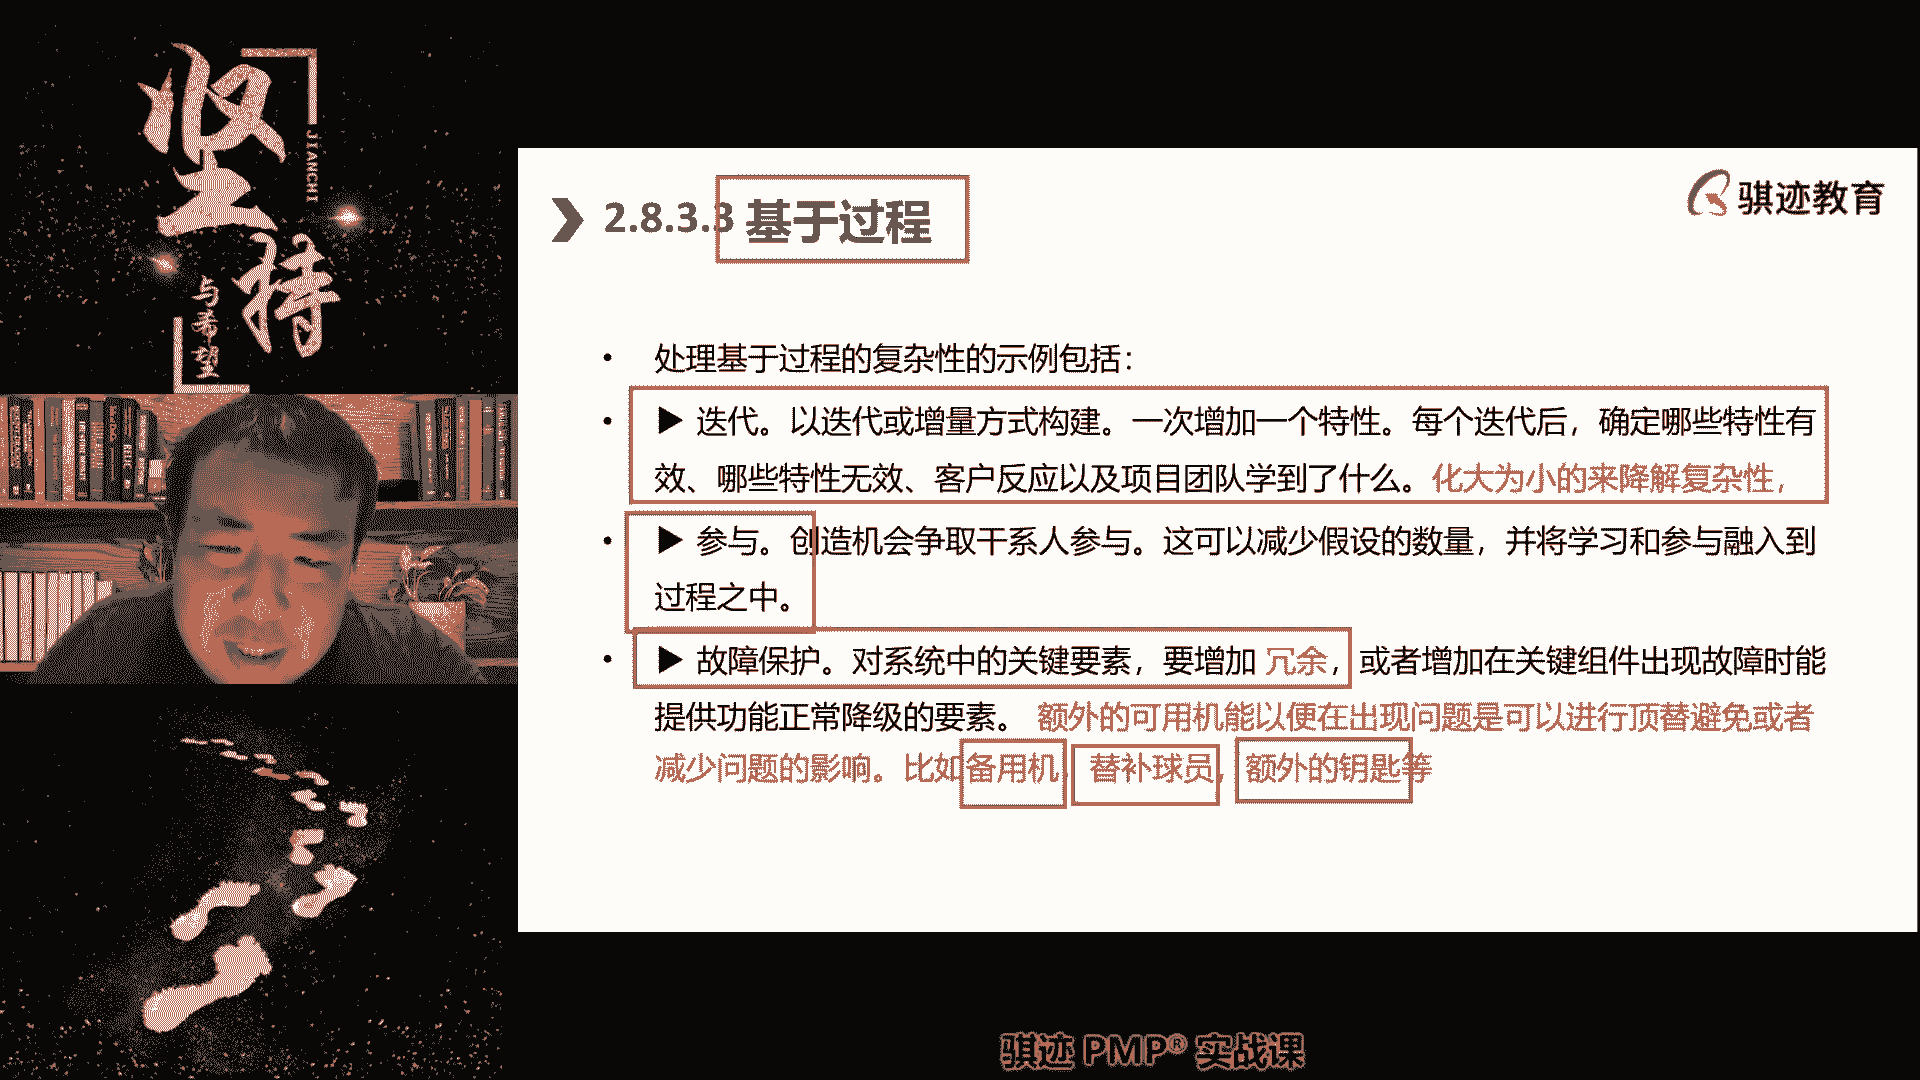 坚持
JIANCHI
与希望
2.8.3.3 基于过程
骐迹教育
• 处理基于过程的复杂性的示例包括：
• ▶ 迭代。以迭代或增量方式构建。一次增加一个特性。每个迭代后，确定哪些特性有
效、哪些特性无效、客户反应以及项目团队学到了什么。化大为小的来降解复杂性，
• ▶ 参与。创造机会争取干系人参与。这可以减少假设的数量，并将学习和参与融入到
过程之中。
• ▶ 故障保护。对系统中的关键要素，要增加 冗余，或者增加在关键组件出现故障时能
提供功能正常降级的要素。 额外的可用机能以便在出现问题是可以进行顶替避免或者
减少问题的影响。比如备用机，替补球员，额外的钥匙等
骐迹 PMP® 实战课